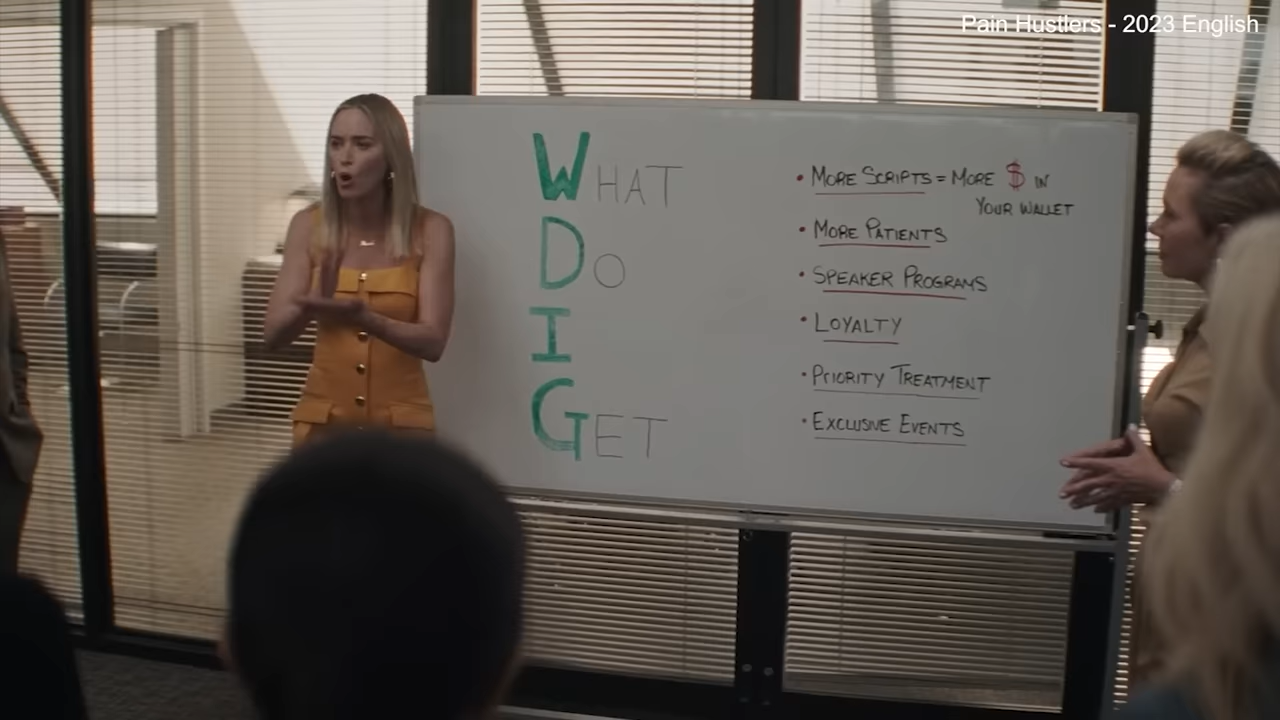 Pain Hustlers - 2023 English
WHAT
DO
I
GET
• MORE SCRIPTS = MORE $ IN
YOUR WALLET
• MORE PATIENTS
• SPEAKER PROGRAMS
• LOYALTY
• PRIORITY TREATMENT
• EXCLUSIVE EVENTS